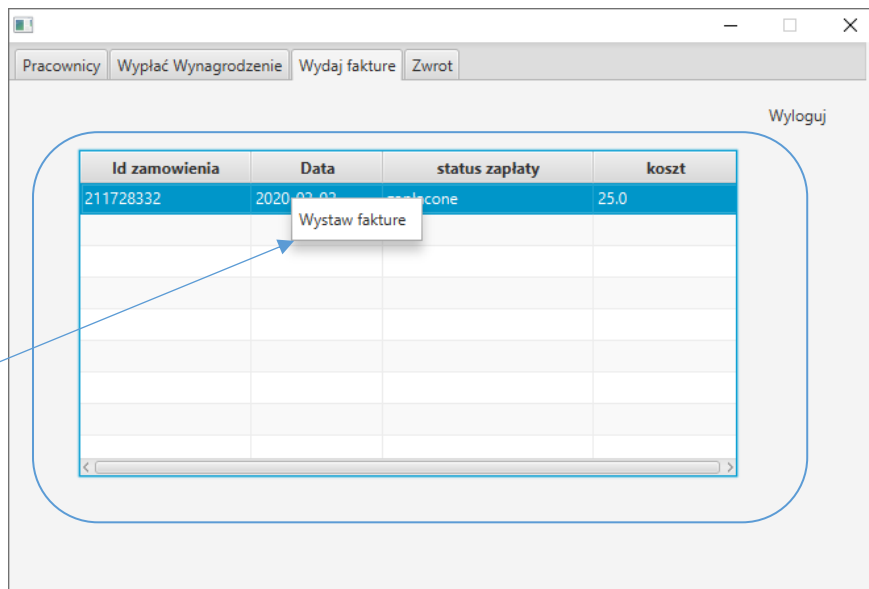 Pracownicy Wypłać Wynagrodzenie Wydaj fakture Zwrot
Wyloguj
Id zamowienia Data status zapłaty koszt
211728332 25.0
Wystaw fakture